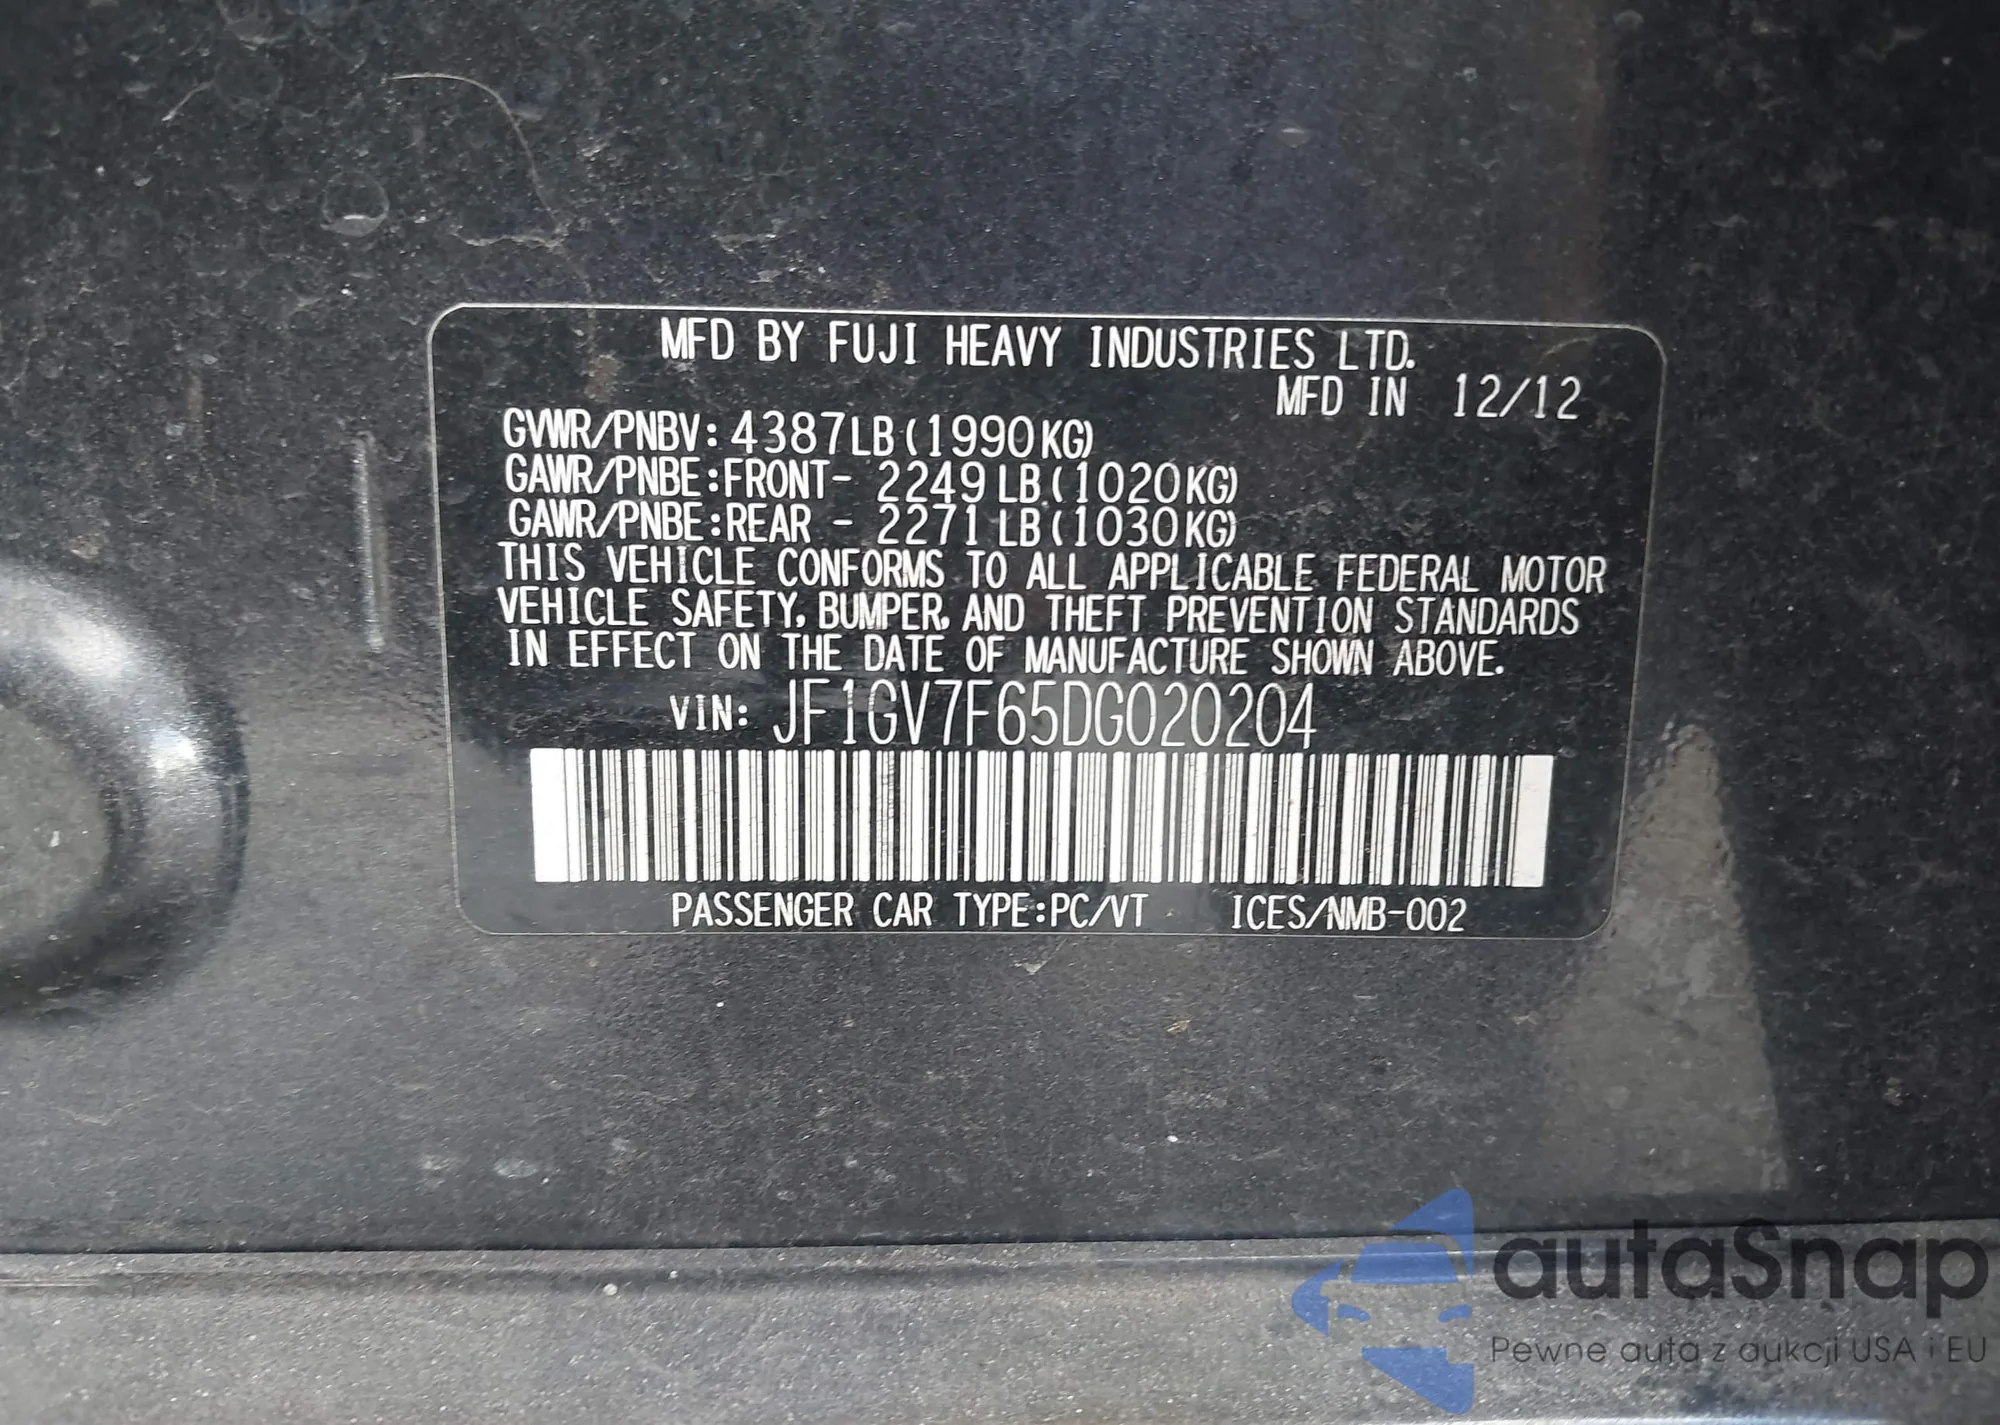 MFD BY FUJI HEAVY INDUSTRIES LTD.
MFD IN 12/12
GVWR/PNBV: 4387LB (1990KG)
GAWR/PNBE:FRONT- 2249 LB (1020KG)
GAWR/PNBE:REAR - 2271 LB (1030KG)
THIS VEHICLE CONFORMS TO ALL APPLICABLE FEDERAL MOTOR
VEHICLE SAFETY, BUMPER, AND THEFT PREVENTION STANDARDS
IN EFFECT ON THE DATE OF MANUFACTURE SHOWN ABOVE.
VIN: JF1GV7F65DG020204
PASSENGER CAR TYPE:PC/VT ICES/NMB-002
autaSnap
Pewne auta z aukcji USA i EU